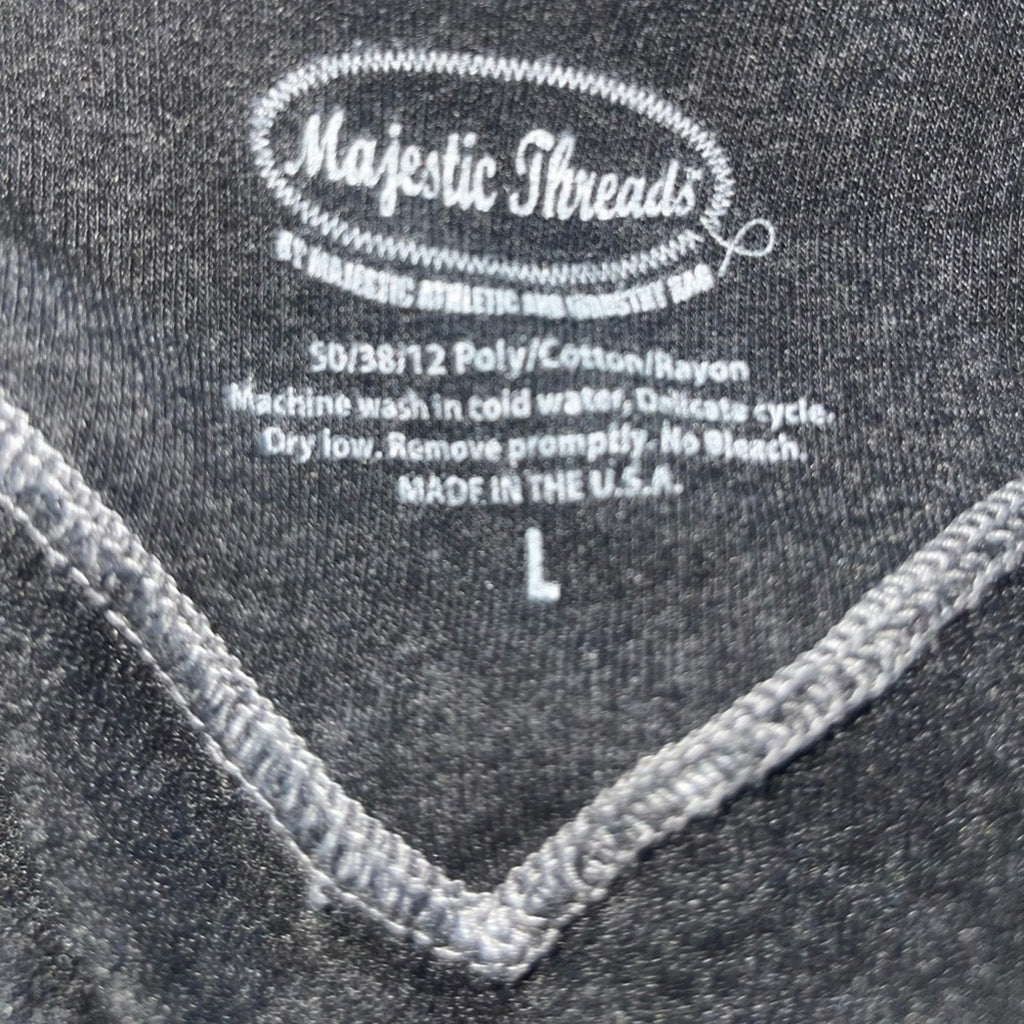 Majestic Threads
BY MAJESTIC ATHLETIC AND INDUSTRY RAG
50/38/12 Poly/Cotton/Rayon
Machine wash in cold water, Delicate cycle.
Dry low. Remove promptly. No Bleach.
MADE IN THE U.S.A.
L